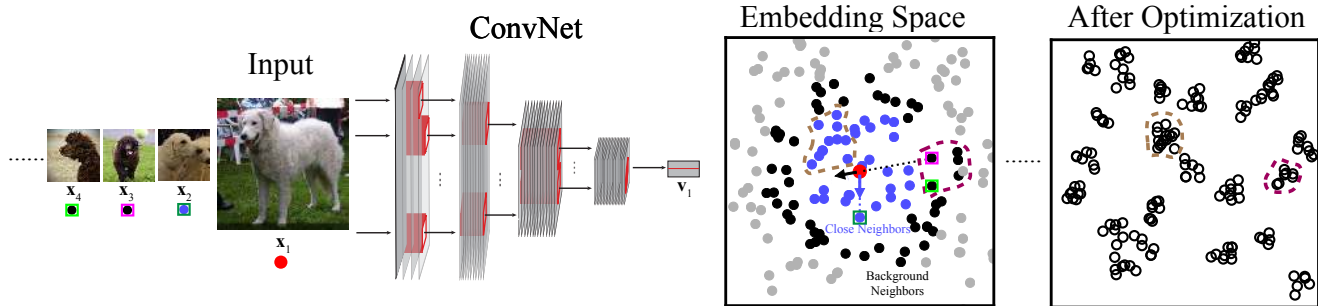 ConvNet
Embedding Space
After Optimization
Input
x4
x3
x2
x1
v1
Close Neighbors
Background
Neighbors